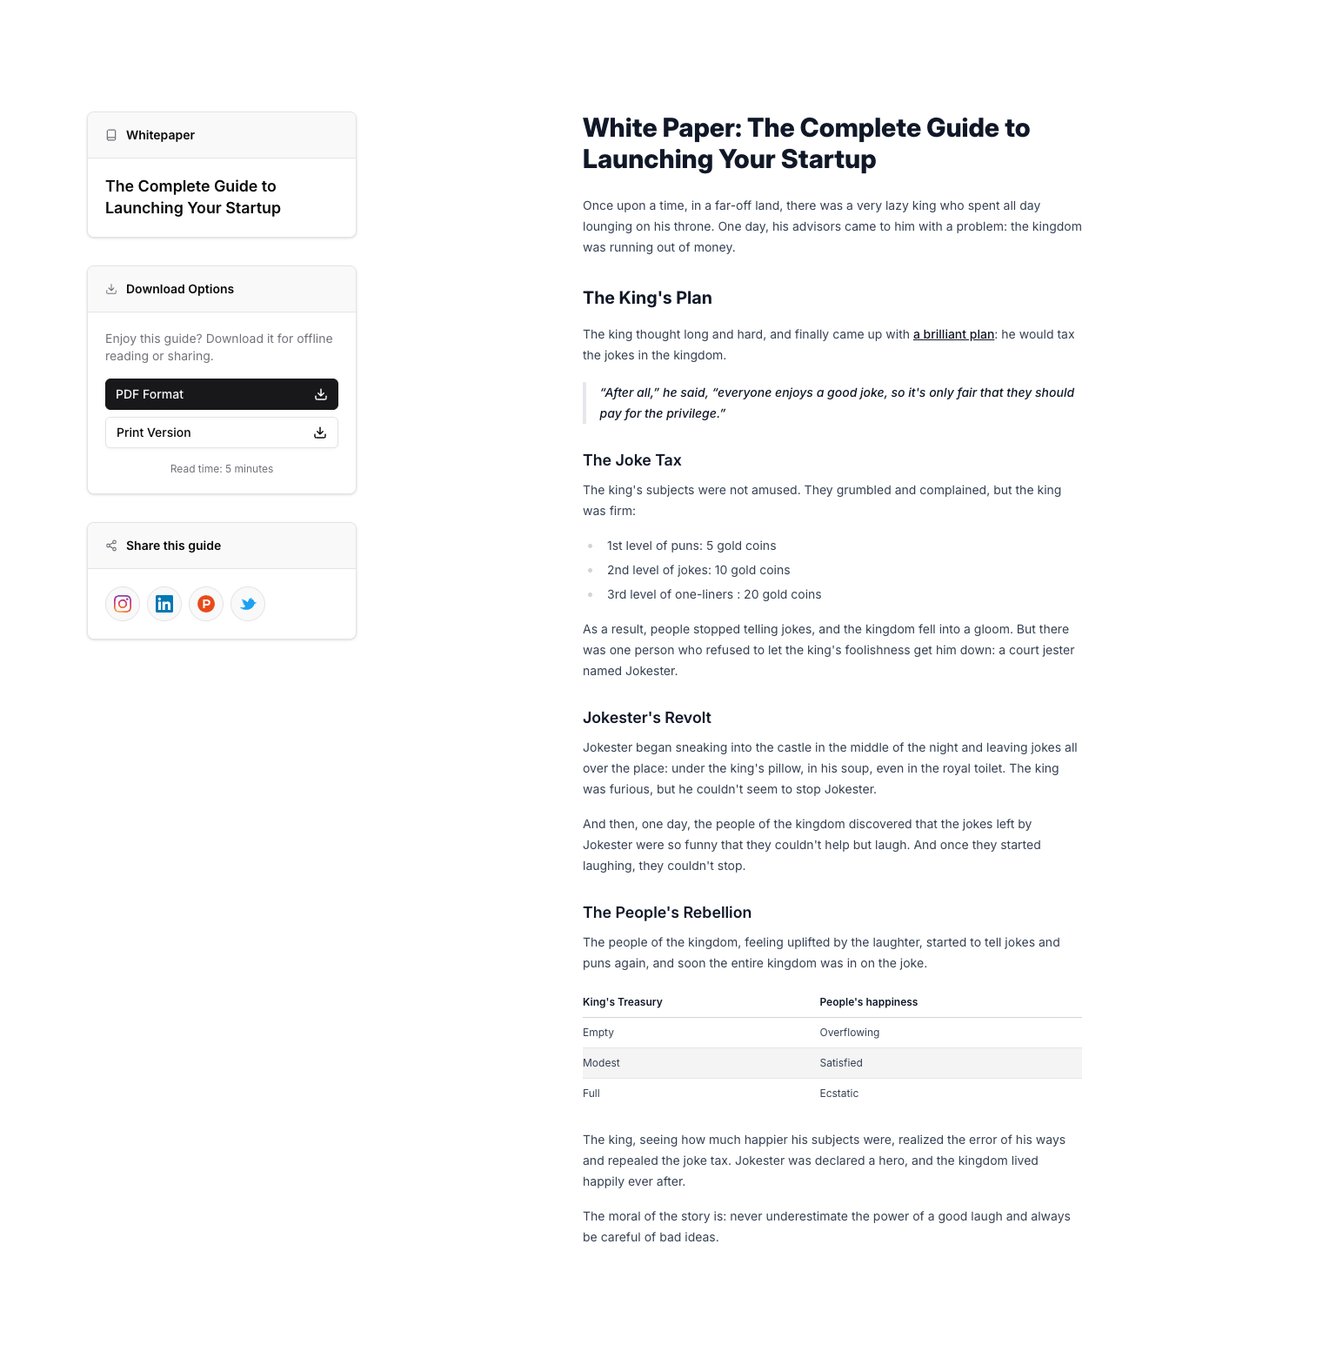 Whitepaper
The Complete Guide to
Launching Your Startup
Download Options
Enjoy this guide? Download it for offline
reading or sharing.
PDF Format
Print Version
Read time: 5 minutes
Share this guide
White Paper: The Complete Guide to
Launching Your Startup
Once upon a time, in a far-off land, there was a very lazy king who spent all day
lounging on his throne. One day, his advisors came to him with a problem: the kingdom
was running out of money.
The King's Plan
The king thought long and hard, and finally came up with a brilliant plan: he would tax
the jokes in the kingdom.
“After all,” he said, “everyone enjoys a good joke, so it's only fair that they should
pay for the privilege.”
The Joke Tax
The king's subjects were not amused. They grumbled and complained, but the king
was firm:
1st level of puns: 5 gold coins
2nd level of jokes: 10 gold coins
3rd level of one-liners : 20 gold coins
As a result, people stopped telling jokes, and the kingdom fell into a gloom. But there
was one person who refused to let the king's foolishness get him down: a court jester
named Jokester.
Jokester's Revolt
Jokester began sneaking into the castle in the middle of the night and leaving jokes all
over the place: under the king's pillow, in his soup, even in the royal toilet. The king
was furious, but he couldn't seem to stop Jokester.
And then, one day, the people of the kingdom discovered that the jokes left by
Jokester were so funny that they couldn't help but laugh. And once they started
laughing, they couldn't stop.
The People's Rebellion
The people of the kingdom, feeling uplifted by the laughter, started to tell jokes and
puns again, and soon the entire kingdom was in on the joke.
King's Treasury People's happiness
Empty Overflowing
Modest Satisfied
Full Ecstatic
The king, seeing how much happier his subjects were, realized the error of his ways
and repealed the joke tax. Jokester was declared a hero, and the kingdom lived
happily ever after.
The moral of the story is: never underestimate the power of a good laugh and always
be careful of bad ideas.